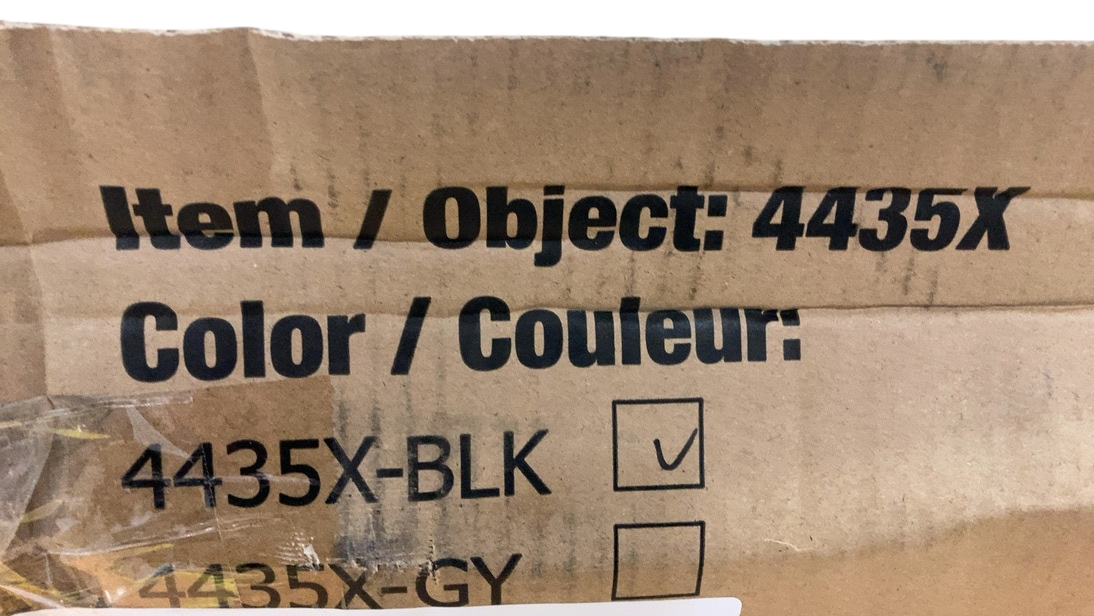 Item / Object: 4435X
Color / Couleur:
4435X-BLK
4435X-GY